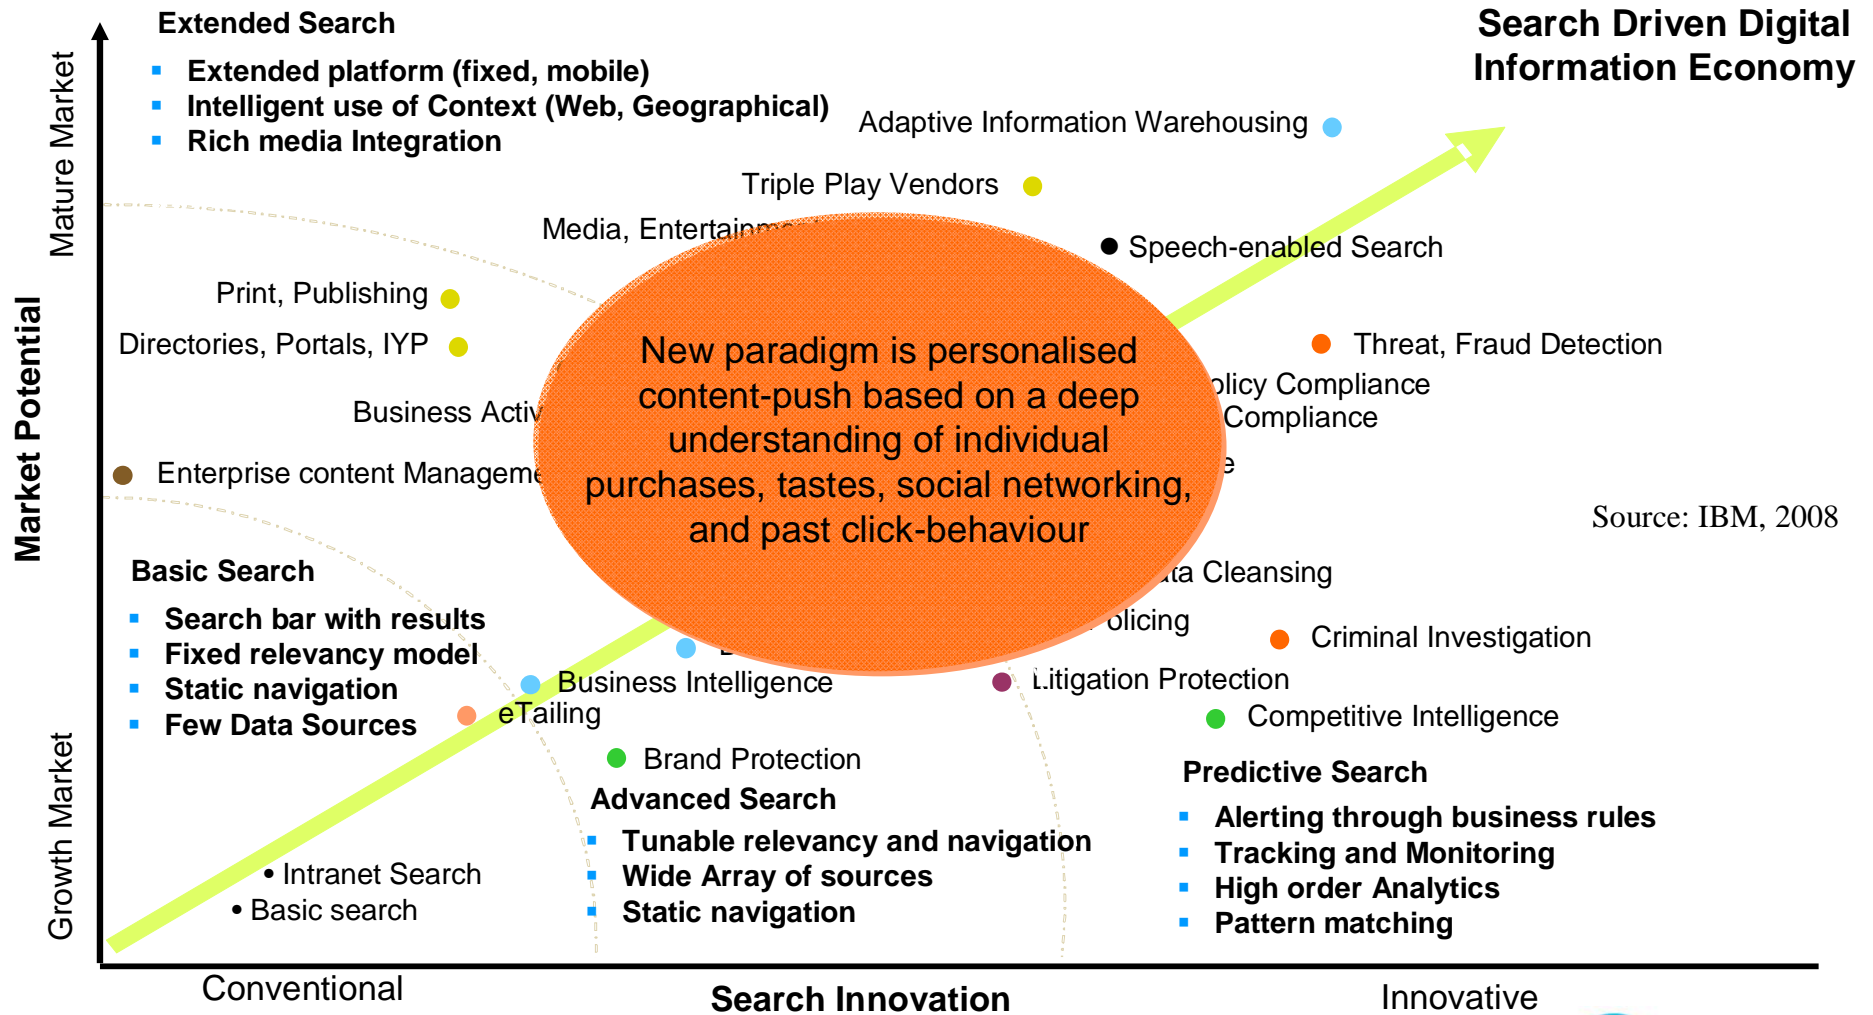 Extended Search
Extended platform (fixed, mobile)
Intelligent use of Context (Web, Geographical)
Rich media Integration
Search Driven Digital
Information Economy
Adaptive Information Warehousing
Triple Play Vendors
Media,
Speech-enabled Search
Print, Publishing
Directories, Portals, IYP
Threat, Fraud Detection
Compliance
Business
Compliance
Enterprise content
New paradigm is personalised
content-push based on a deep
understanding of individual
purchases, tastes, social networking,
and past click-behaviour
Source: IBM, 2008
Mature Market
Market Potential
Growth Market
Basic Search
Search bar with results
Fixed relevancy model
Static navigation
Few Data Sources
Cleansing
Criminal Investigation
Business Intelligence
Litigation Protection
eTailing
Competitive Intelligence
Brand Protection
Advanced Search
Tunable relevancy and navigation
Wide Array of sources
Static navigation
Predictive Search
Alerting through business rules
Tracking and Monitoring
High order Analytics
Pattern matching
• Intranet Search
• Basic search
Conventional
Search Innovation
Innovative